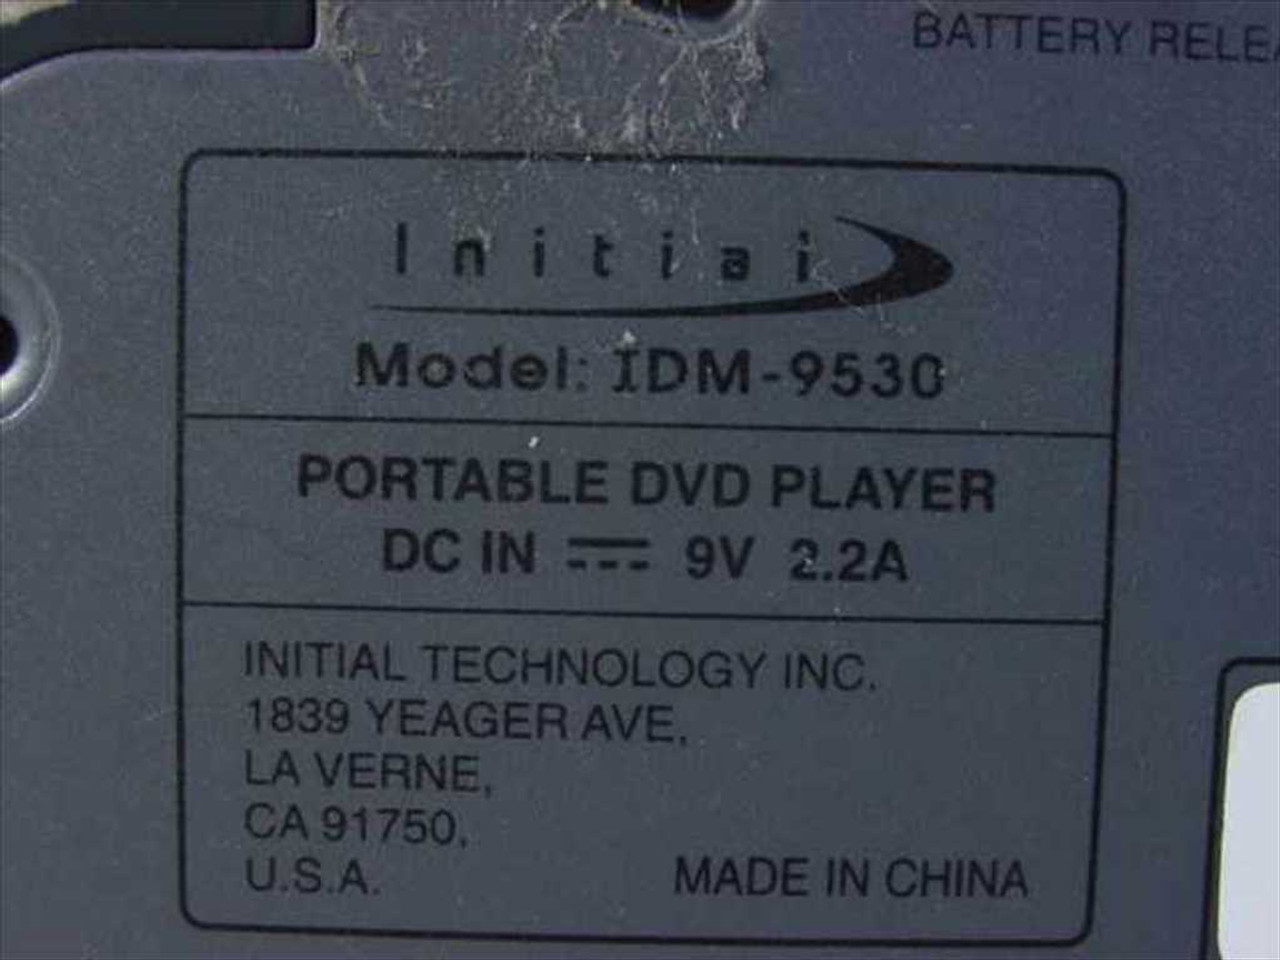 BATTERY RELEA
Initial
Model: IDM-9530
PORTABLE DVD PLAYER
DC IN ⎓ 9V 2.2A
INITIAL TECHNOLOGY INC.
1839 YEAGER AVE,
LA VERNE,
CA 91750,
U.S.A.
MADE IN CHINA